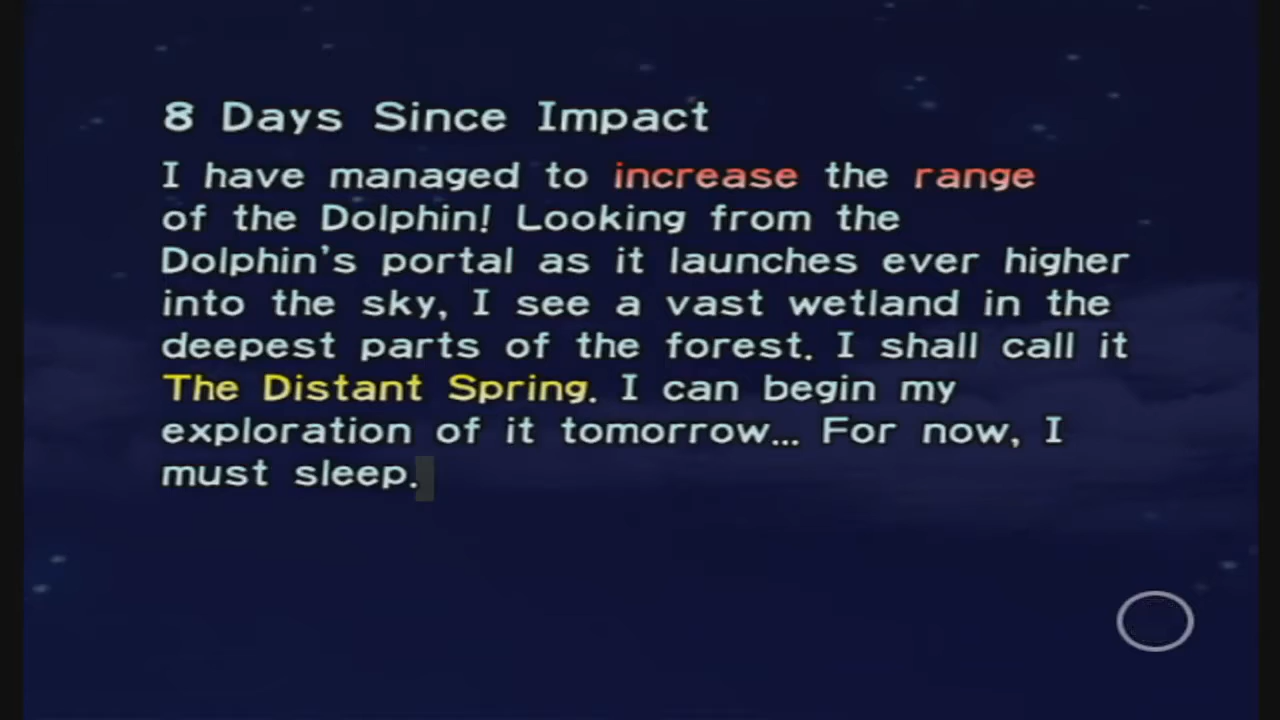 8 Days Since Impact
I have managed to increase the range
of the Dolphin! Looking from the
Dolphin's portal as it launches ever higher
into the sky, I see a vast wetland in the
deepest parts of the forest. I shall call it
The Distant Spring. I can begin my
exploration of it tomorrow... For now, I
must sleep.